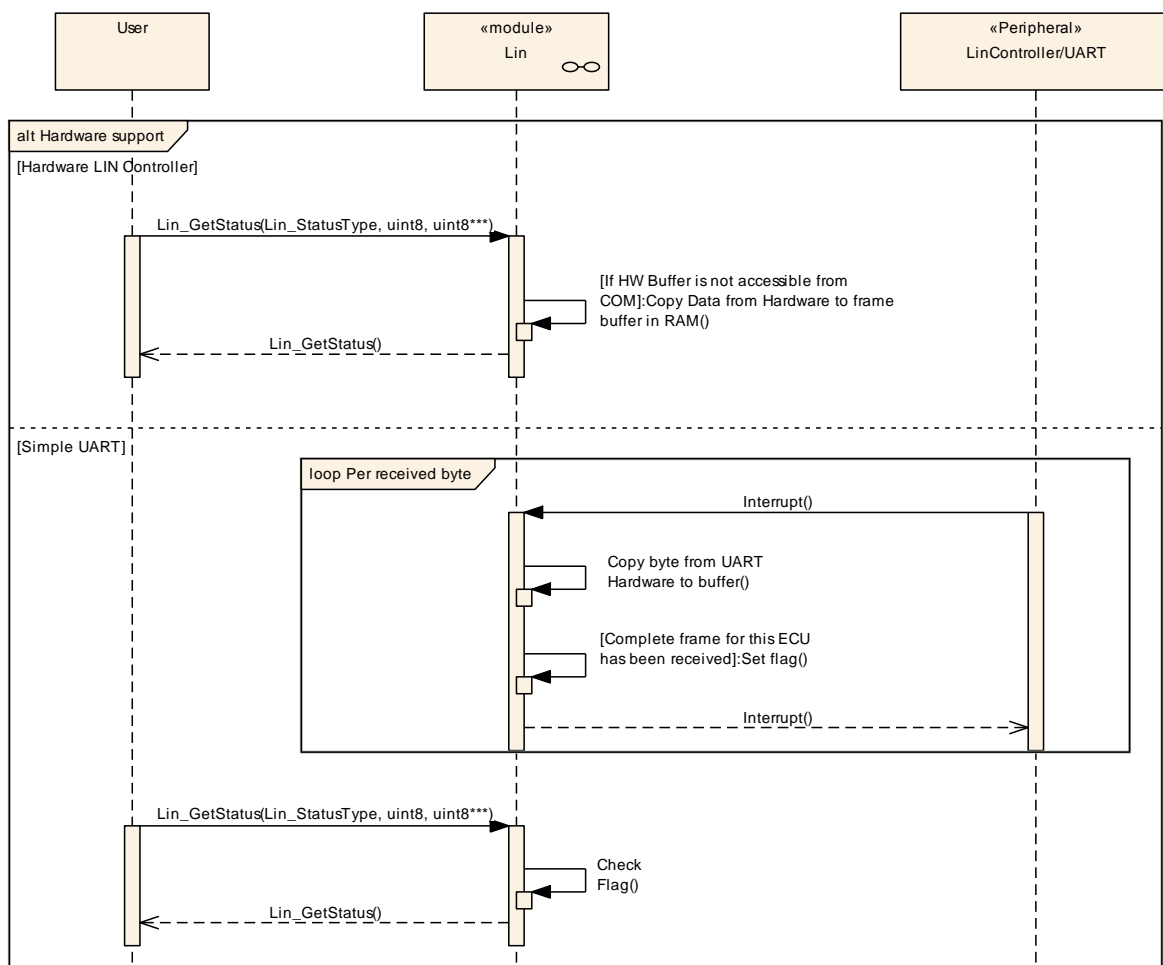 User
«module»
Lin
«Peripheral»
LinController/UART
alt Hardware support
[Hardware LIN Controller]
Lin_GetStatus(Lin_StatusType, uint8, uint8***)
[If HW Buffer is not accessible from
COM]:Copy Data from Hardware to frame
buffer in RAM()
Lin_GetStatus()
[Simple UART]
loop Per received byte
Interrupt()
Copy byte from UART
Hardware to buffer()
[Complete frame for this ECU
has been received]:Set flag()
Interrupt()
Lin_GetStatus(Lin_StatusType, uint8, uint8***)
Check
Flag()
Lin_GetStatus()